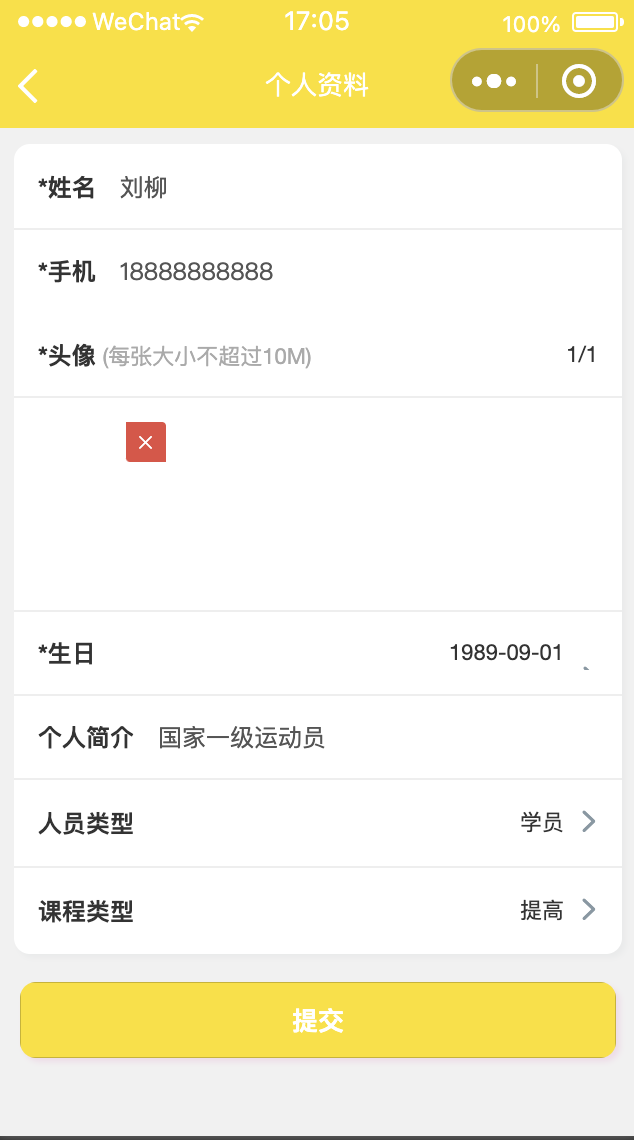 ●●●●● WeChat 17:05 100%
个人资料
*姓名 刘柳
*手机 18888888888
*头像 (每张大小不超过10M) 1/1
*生日 1989-09-01
个人简介 国家一级运动员
人员类型 学员
课程类型 提高
提交